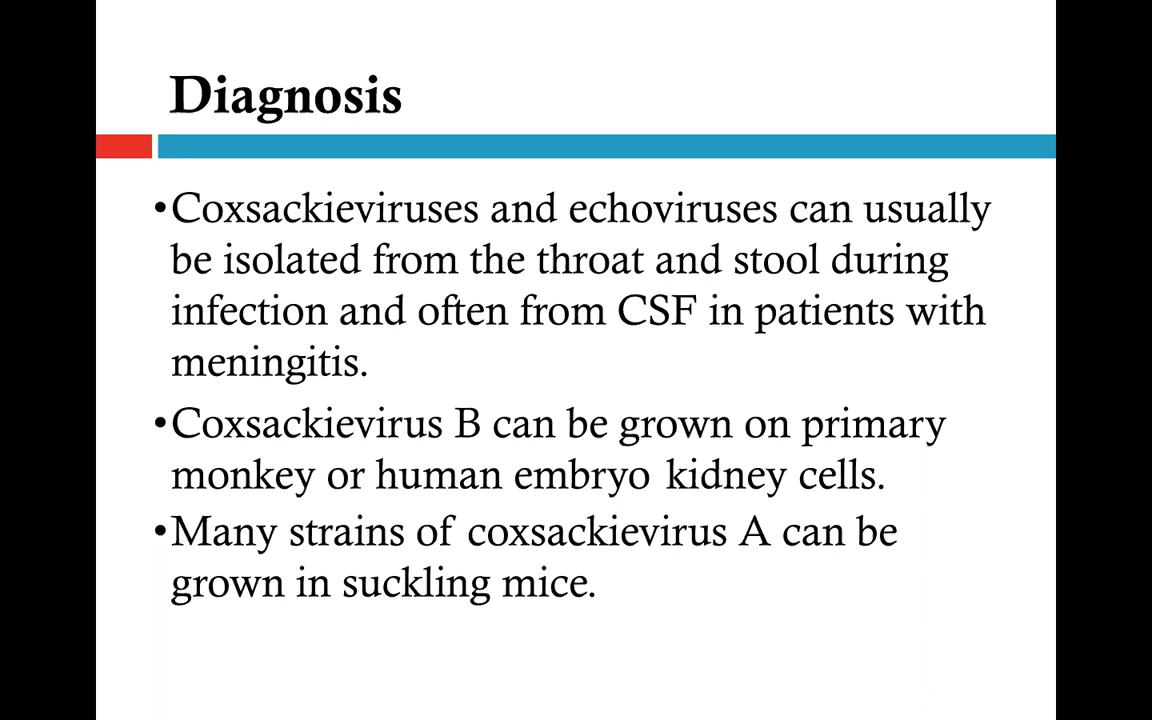 Diagnosis
•Coxsackieviruses and echoviruses can usually
be isolated from the throat and stool during
infection and often from CSF in patients with
meningitis.
•Coxsackievirus B can be grown on primary
monkey or human embryo kidney cells.
•Many strains of coxsackievirus A can be
grown in suckling mice.